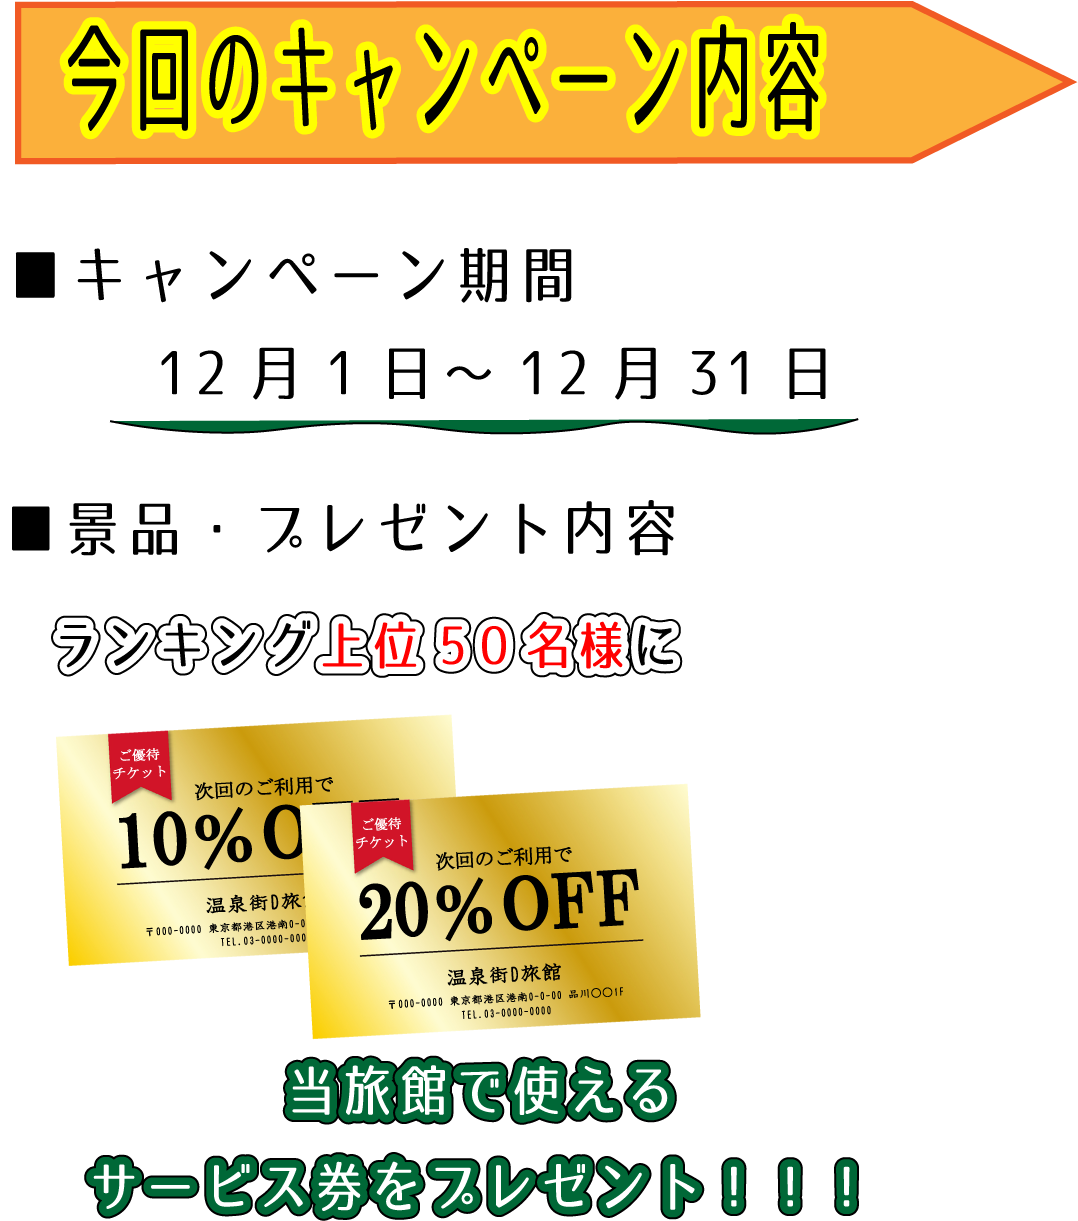 今回のキャンペーン内容
■キャンペーン期間
12月1日～12月31日
■景品・プレゼント内容
ランキング上位50名様に
ご優待
チケット
次回のご利用で
10%O
温泉街D旅
〒000-0000 東京都港区港南0-0
TEL.03-0000-000
ご優待
チケット
次回のご利用で
20%OFF
温泉街D旅館
〒000-0000 東京都港区港南0-0-00 品川〇〇1F
TEL.03-0000-0000
当旅館で使える
サービス券をプレゼント！！！